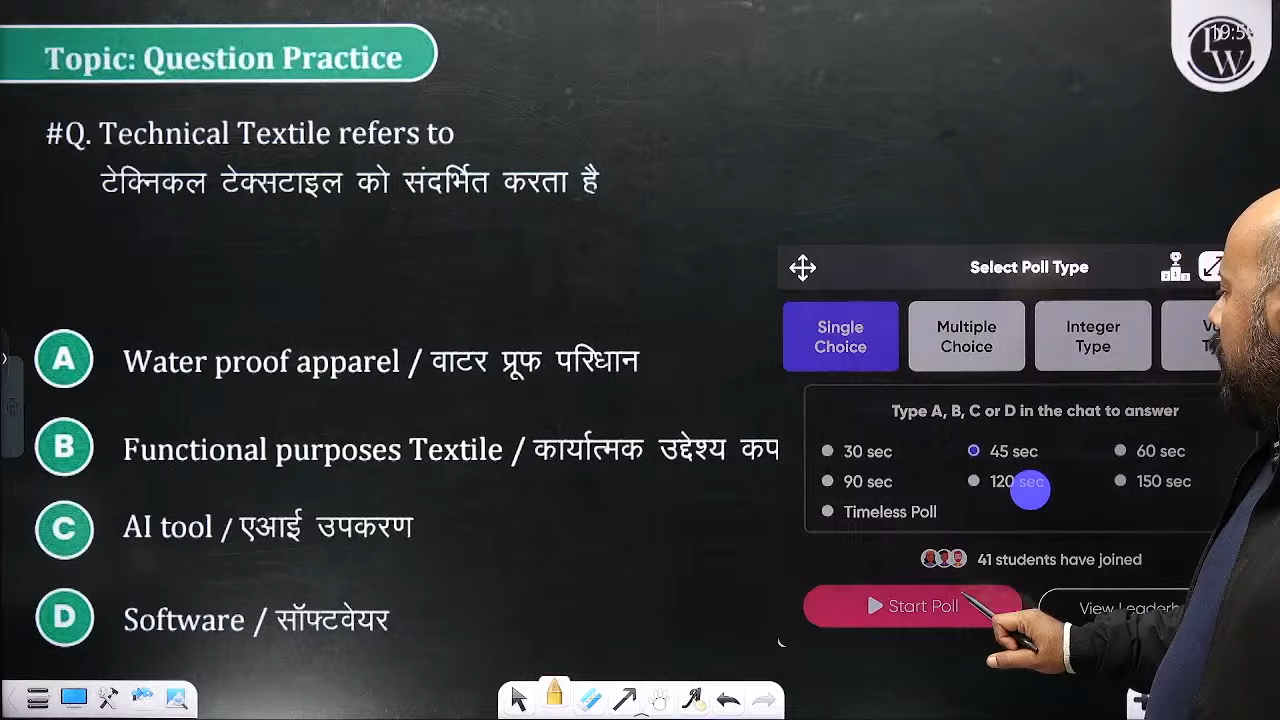 Topic: Question Practice
#Q. Technical Textile refers to
टेक्निकल टेक्सटाइल को संदर्भित करता है
A Water proof apparel / वाटर प्रूफ परिधान
B Functional purposes Textile / कार्यात्मक उद्देश्य कप
C AI tool / एआई उपकरण
D Software / सॉफ्टवेयर
Select Poll Type
Single Choice
Multiple Choice
Integer Type
Type A, B, C or D in the chat to answer
30 sec
45 sec
60 sec
90 sec
120 sec
150 sec
Timeless Poll
41 students have joined
Start Poll
View
PW